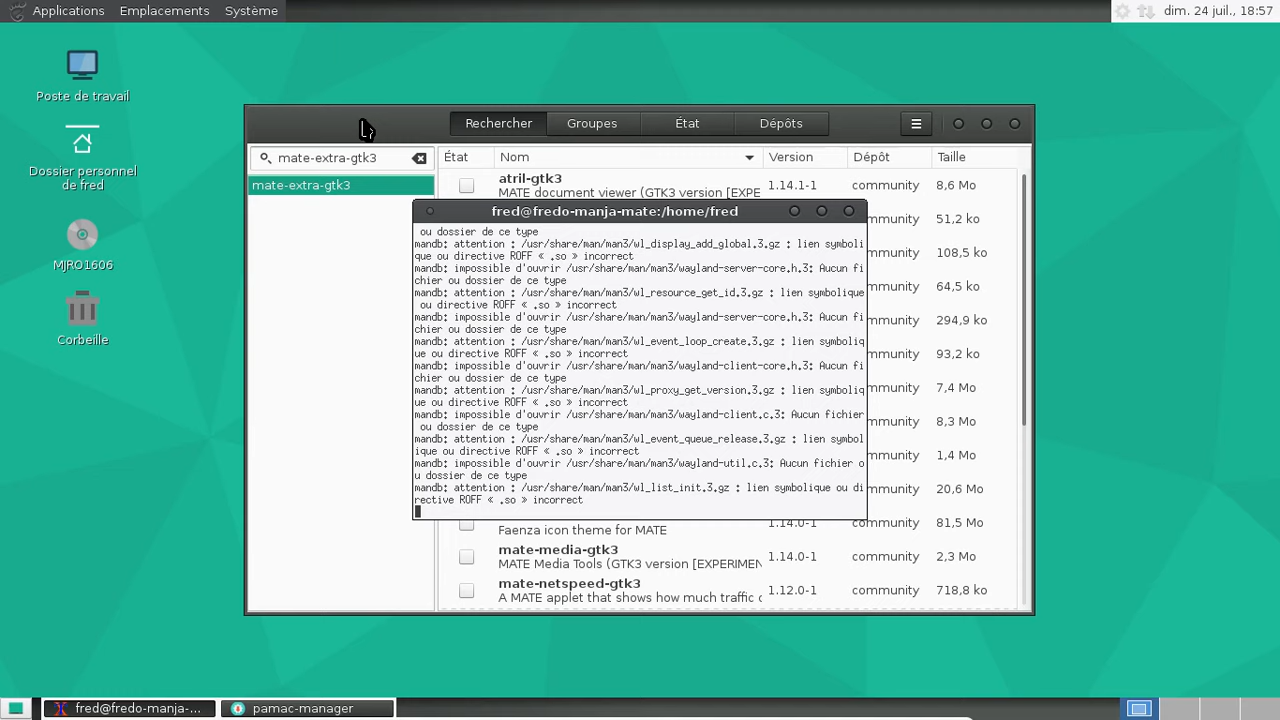 Applications Emplacements Système dim. 24 juil., 18:57
Poste de travail
Dossier personnel
de fred
MJRO1606
Corbeille
Rechercher Groupes État Dépôts
mate-extra-gtk3
mate-extra-gtk3
État Nom Version Dépôt Taille
atril-gtk3 1.14.1-1 community 8,6 Mo
MATE document viewer (GTK3 version [EXPE
mmunity 51,2 ko
mmunity 108,5 ko
mmunity 64,5 ko
mmunity 294,9 ko
mmunity 93,2 ko
mmunity 7,4 Mo
mmunity 8,3 Mo
mmunity 1,4 Mo
mmunity 20,6 Mo
1.14.0-1 community 81,5 Mo
Faenza icon theme for MATE
mate-media-gtk3 1.14.0-1 community 2,3 Mo
MATE Media Tools (GTK3 version [EXPERIMEN
mate-netspeed-gtk3 1.12.0-1 community 718,8 ko
A MATE applet that shows how much traffic
fred@fredo-manja-mate:/home/fred
ou dossier de ce type
mandb: attention : /usr/share/man/man3/wl_display_add_global.3.gz : lien symboli
que ou directive ROFF « .so » incorrect
mandb: impossible d'ouvrir /usr/share/man/man3/wayland-server-core.h.3: Aucun fi
chier ou dossier de ce type
mandb: attention : /usr/share/man/man3/wl_resource_get_id.3.gz : lien symbolique
ou directive ROFF « .so » incorrect
mandb: impossible d'ouvrir /usr/share/man/man3/wayland-server-core.h.3: Aucun fi
chier ou dossier de ce type
mandb: attention : /usr/share/man/man3/wl_event_loop_create.3.gz : lien symboliq
ue ou directive ROFF « .so » incorrect
mandb: impossible d'ouvrir /usr/share/man/man3/wayland-client-core.h.3: Aucun fi
chier ou dossier de ce type
mandb: attention : /usr/share/man/man3/wl_proxy_get_version.3.gz : lien symboliq
ue ou directive ROFF « .so » incorrect
mandb: impossible d'ouvrir /usr/share/man/man3/wayland-client.c.3: Aucun fichier
ou dossier de ce type
mandb: attention : /usr/share/man/man3/wl_event_queue_release.3.gz : lien symbol
ique ou directive ROFF « .so » incorrect
mandb: impossible d'ouvrir /usr/share/man/man3/wayland-util.c.3: Aucun fichier o
u dossier de ce type
mandb: attention : /usr/share/man/man3/wl_list_init.3.gz : lien symbolique ou di
rective ROFF « .so » incorrect
fred@fredo-manja-... pamac-manager